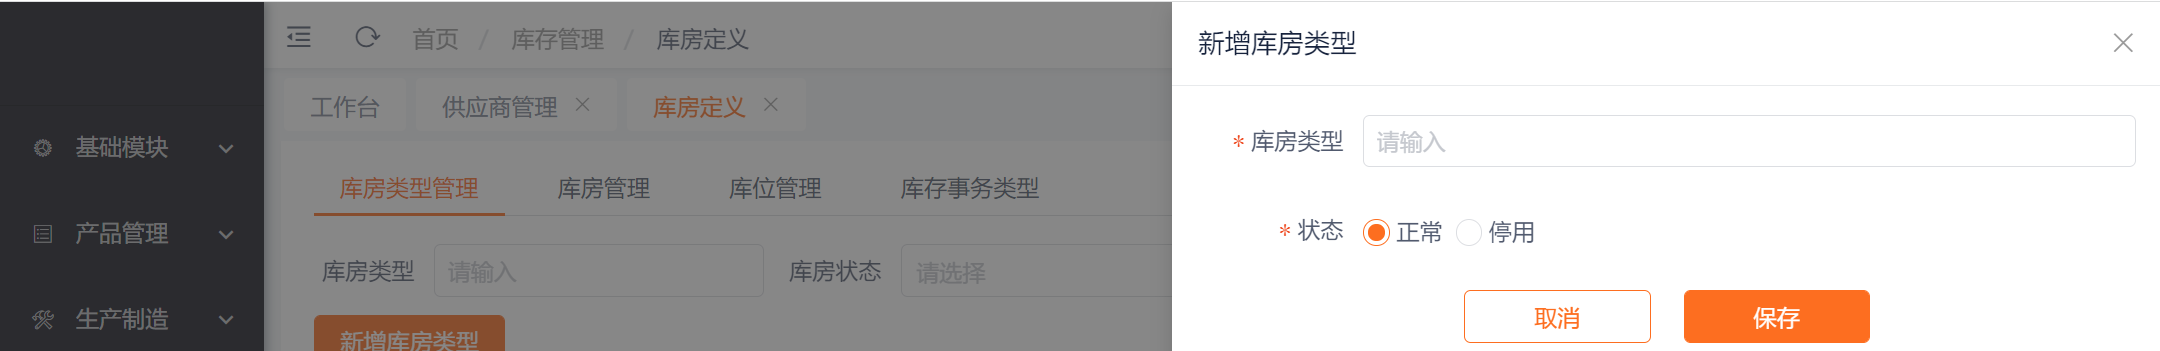 首页 / 库存管理 / 库房定义
工作台 供应商管理 库房定义
基础模块
产品管理
生产制造
库房类型管理 库房管理 库位管理 库存事务类型
库房类型 请输入 库房状态 请选择
新增库房类型
新增库房类型
* 库房类型 请输入
* 状态 正常 停用
取消 保存